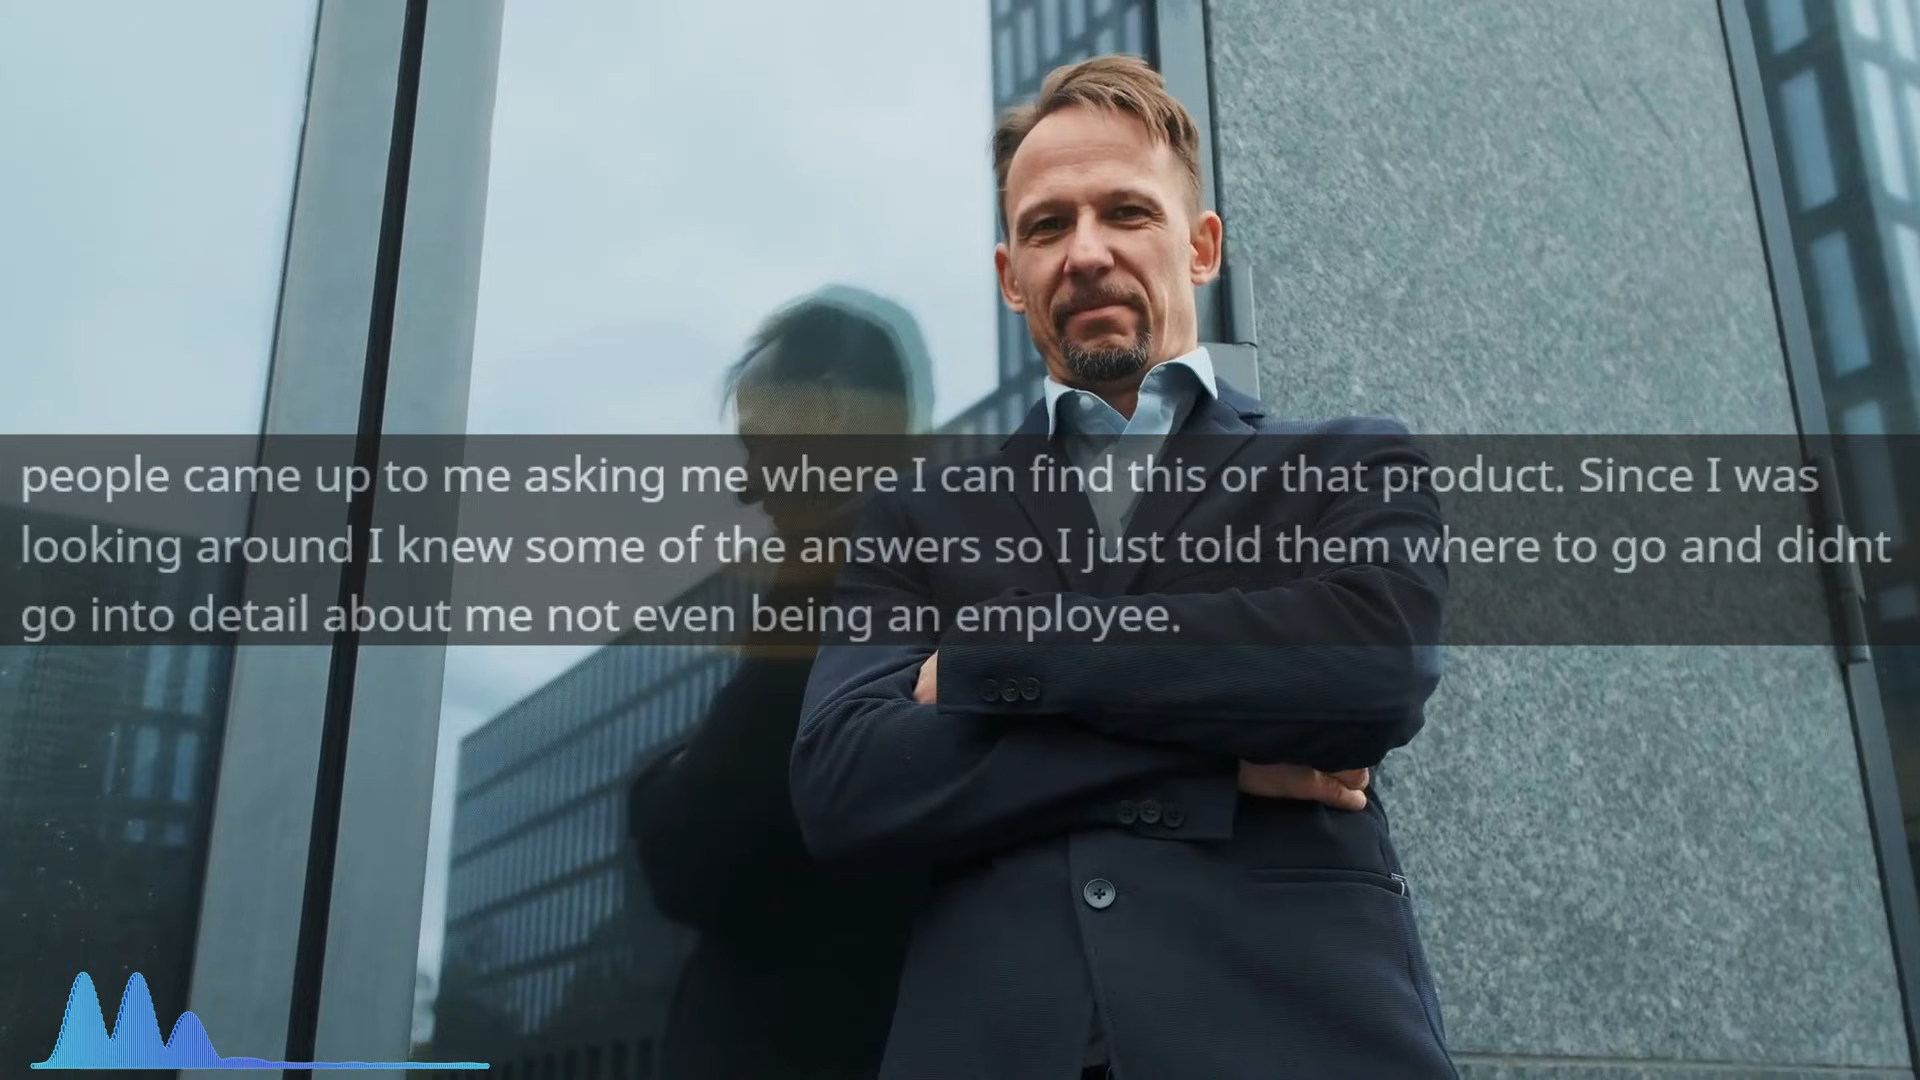 people came up to me asking me where I can find this or that product. Since I was
looking around I knew some of the answers so I just told them where to go and didnt
go into detail about me not even being an employee.